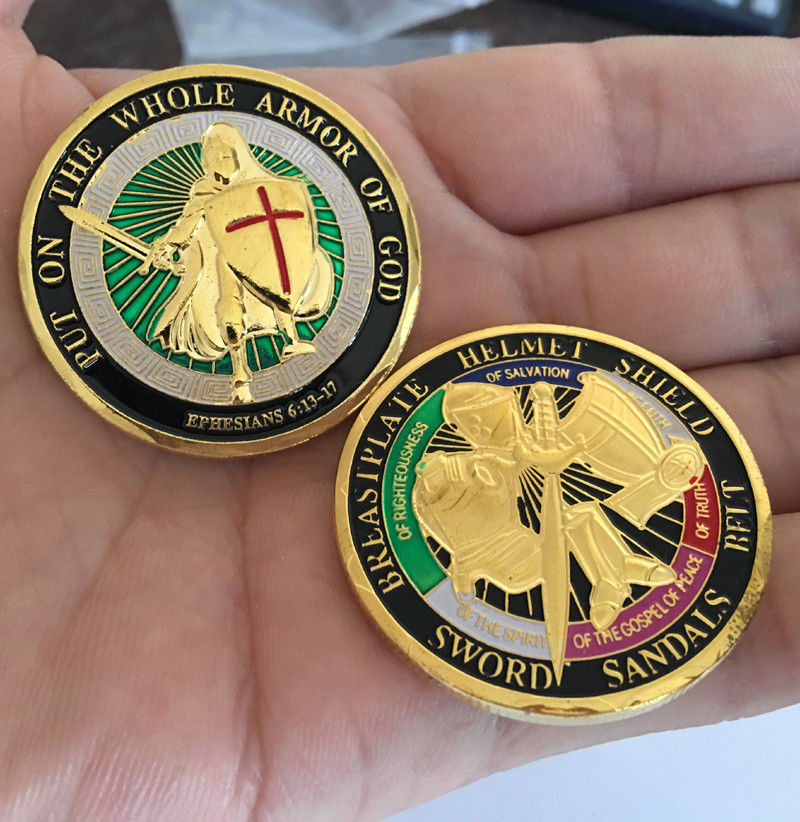 PUT ON THE WHOLE ARMOR OF GOD
EPHESIANS 6:13-17
BREASTPLATE HELMET SHIELD BELT
SANDALS
SWORD
OF RIGHTEOUSNESS
OF SALVATION
OF TRUTH
OF THE GOSPEL OF PEACE
OF THE SPIRIT